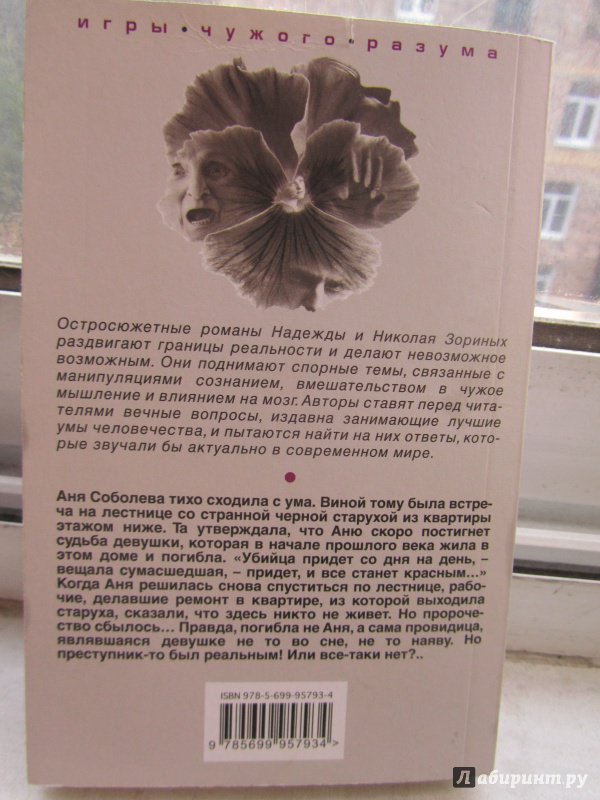 игры • чужого • разума
Остросюжетные романы Надежды и Николая Зориных
раздвигают границы реальности и делают невозможное
возможным. Они поднимают спорные темы, связанные с
манипуляциями сознанием, вмешательством в чужое
мышление и влиянием на мозг. Авторы ставят перед чита-
телями вечные вопросы, издавна занимающие лучшие
умы человечества, и пытаются найти на них ответы, кото-
рые звучали бы актуально в современном мире.
Аня Соболева тихо сходила с ума. Виной тому была встре-
ча на лестнице со странной черной старухой из квартиры
этажом ниже. Та утверждала, что Аню скоро постигнет
судьба девушки, которая в начале прошлого века жила в
этом доме и погибла. «Убийца придет со дня на день, –
вещала сумасшедшая, – придет, и все станет красным...»
Когда Аня решилась снова спуститься по лестнице, рабо-
чие, делавшие ремонт в квартире, из которой выходила
старуха, сказали, что здесь никто не живет. Но пророче-
ство сбылось... Правда, погибла не Аня, а сама провидица,
являвшаяся девушке не то во сне, не то наяву. Но
преступник-то был реальным! Или все-таки нет?..
ISBN 978-5-699-95793-4
9 785699 957934 >
Лабиринт.ру